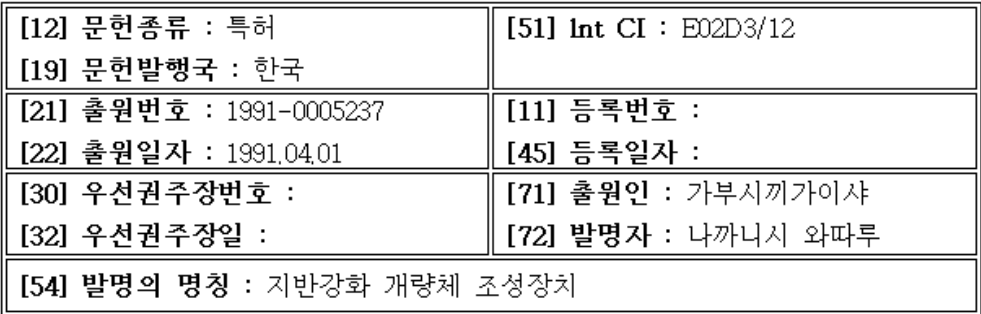 [12] 문헌종류 : 특허
[19] 문헌발행국 : 한국
[51] Int CI : E02D3/12
[21] 출원번호 : 1991-0005237
[22] 출원일자 : 1991.04.01
[11] 등록번호 :
[45] 등록일자 :
[30] 우선권주장번호 :
[32] 우선권주장일 :
[71] 출원인 : 가부시끼가이샤
[72] 발명자 : 나까니시 와따루
[54] 발명의 명칭 : 지반강화 개량체 조성장치